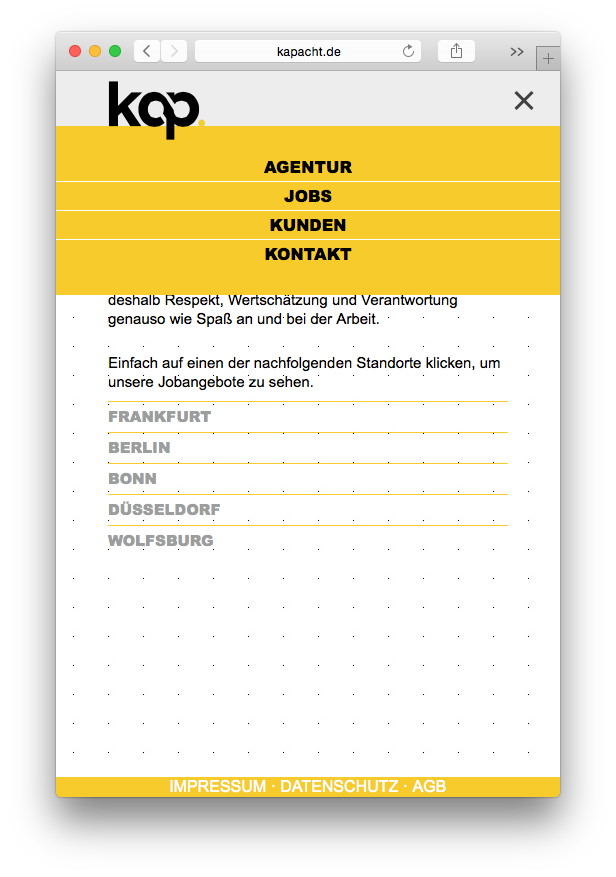 kapacht.de
kap.
AGENTUR
JOBS
KUNDEN
KONTAKT
deshalb Respekt, Wertschätzung und Verantwortung
genauso wie Spaß an und bei der Arbeit.
Einfach auf einen der nachfolgenden Standorte klicken, um
unsere Jobangebote zu sehen.
FRANKFURT
BERLIN
BONN
DÜSSELDORF
WOLFSBURG
IMPRESSUM · DATENSCHUTZ · AGB